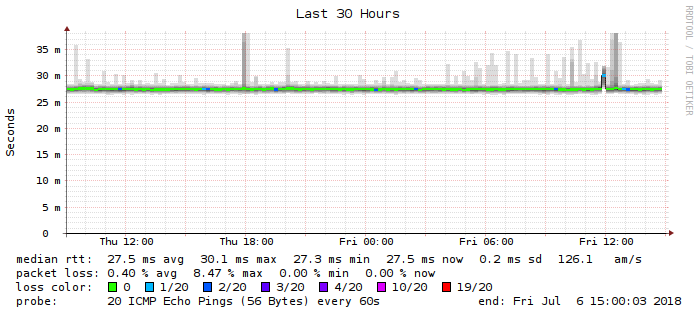 Last 30 Hours
RRDTOOL / TOBI OETIKER
Seconds
35 m
30 m
25 m
20 m
15 m
10 m
5 m
0
Thu 12:00 Thu 18:00 Fri 00:00 Fri 06:00 Fri 12:00
median rtt: 27.5 ms avg 30.1 ms max 27.3 ms min 27.5 ms now 0.2 ms sd 126.1 am/s
packet loss: 0.40 % avg 8.47 % max 0.00 % min 0.00 % now
loss color: 0 1/20 2/20 3/20 4/20 10/20 19/20
probe: 20 ICMP Echo Pings (56 Bytes) every 60s end: Fri Jul 6 15:00:03 2018